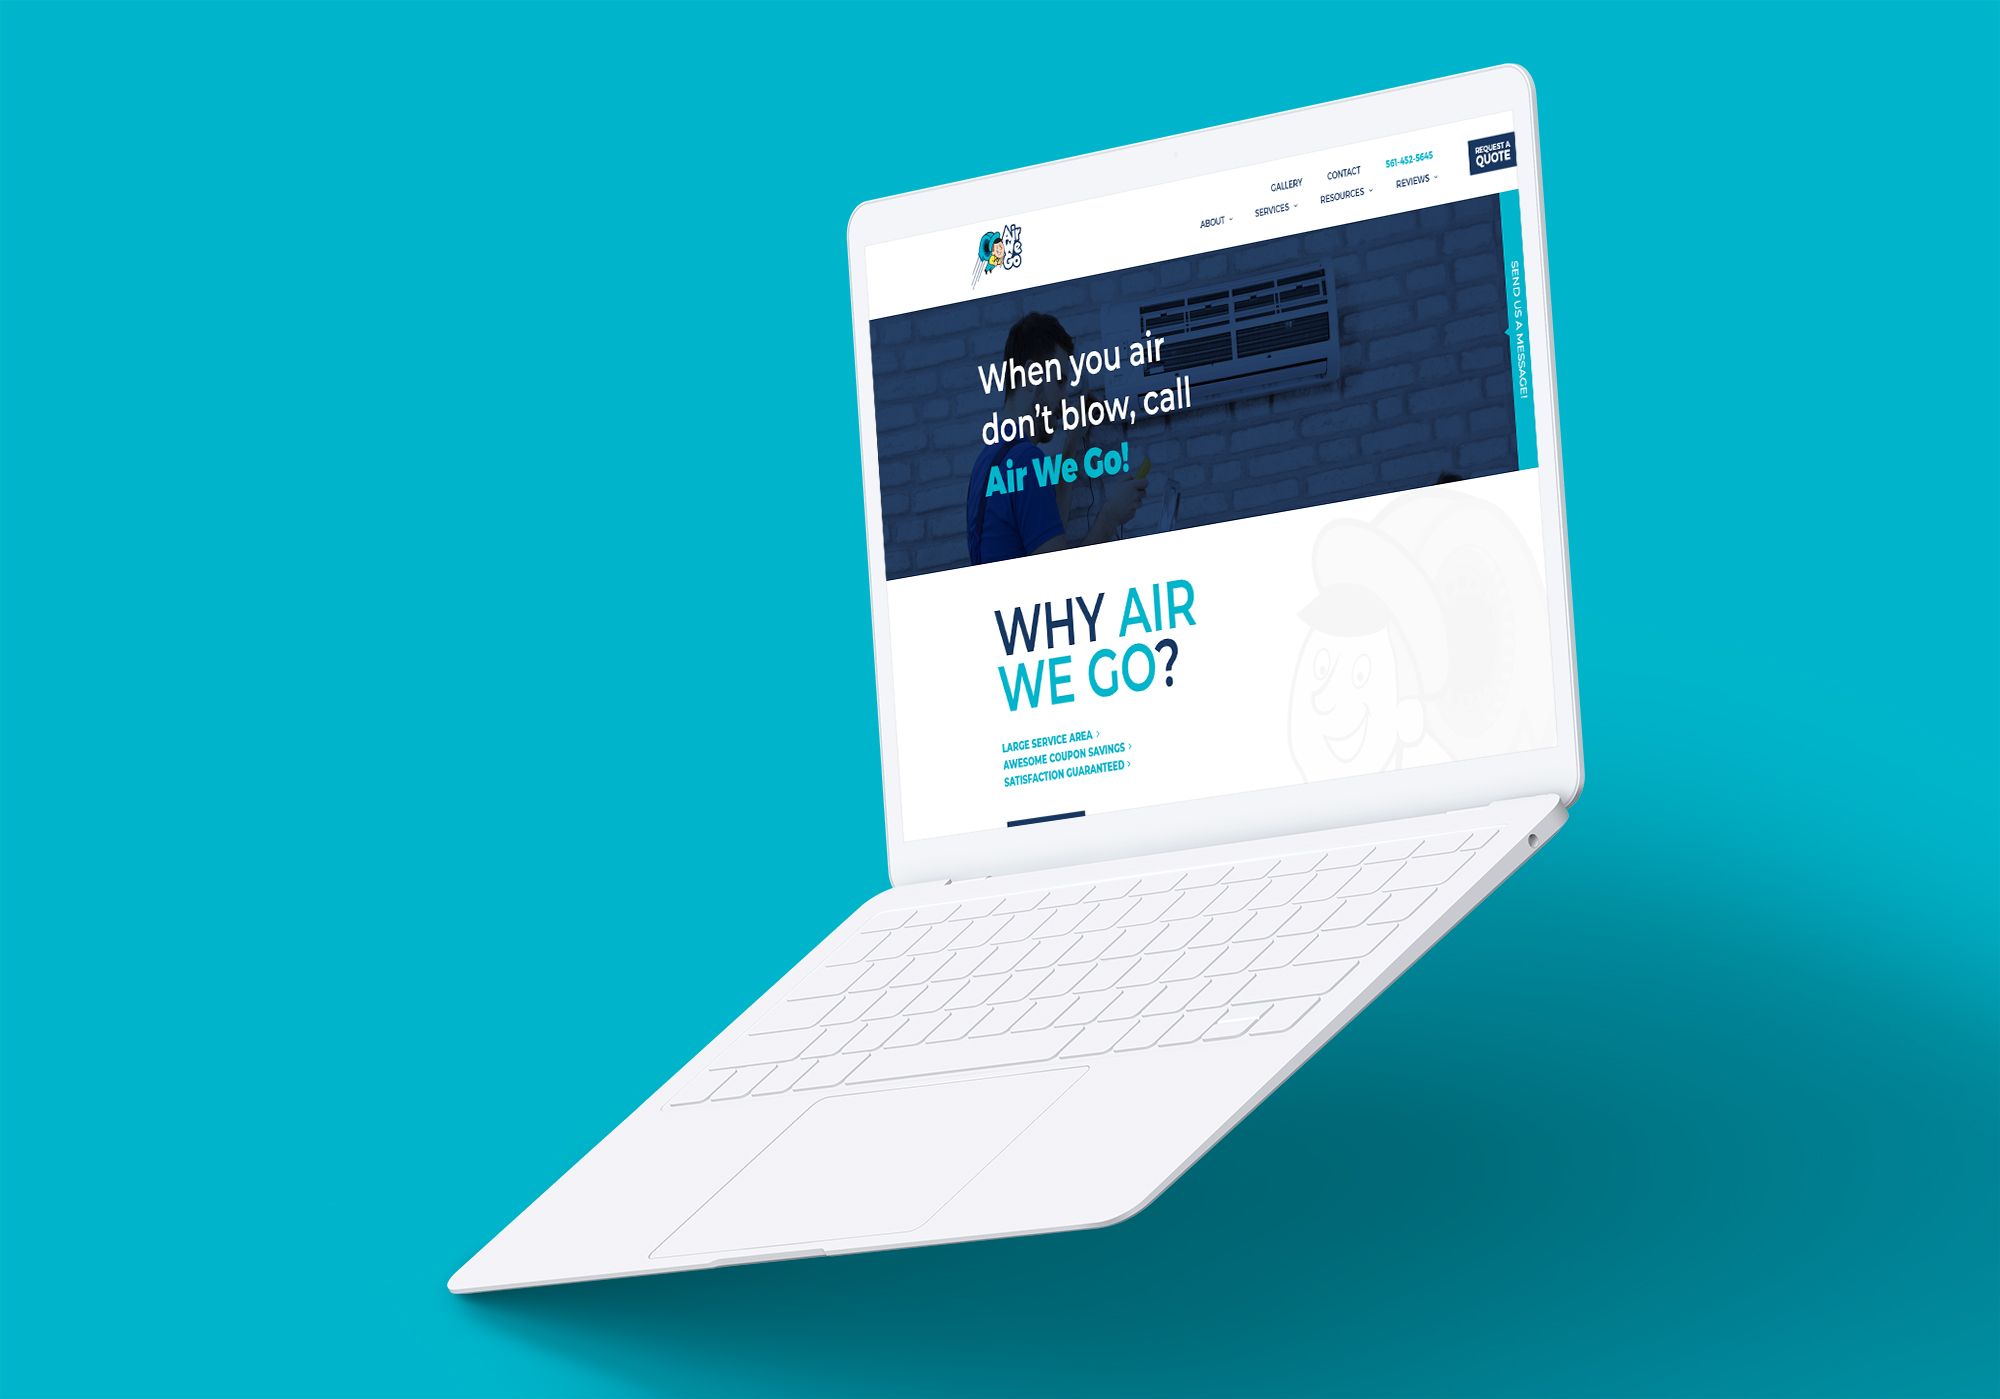 Air
We
Go
GALLERY CONTACT 561-452-5645
ABOUT SERVICES RESOURCES REVIEWS
REQUEST A
QUOTE
When you air
don't blow, call
Air We Go!
SEND US A MESSAGE!
WHY AIR
WE GO?
LARGE SERVICE AREA
AWESOME COUPON SAVINGS
SATISFACTION GUARANTEED